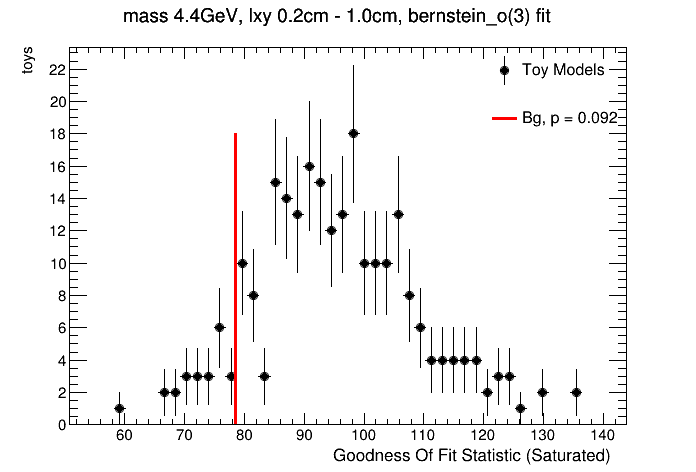 mass 4.4GeV, lxy 0.2cm - 1.0cm, bernstein_o(3) fit
toys
22
20
18
16
14
12
10
8
6
4
2
0
Toy Models
Bg, p = 0.092
60 70 80 90 100 110 120 130 140
Goodness Of Fit Statistic (Saturated)